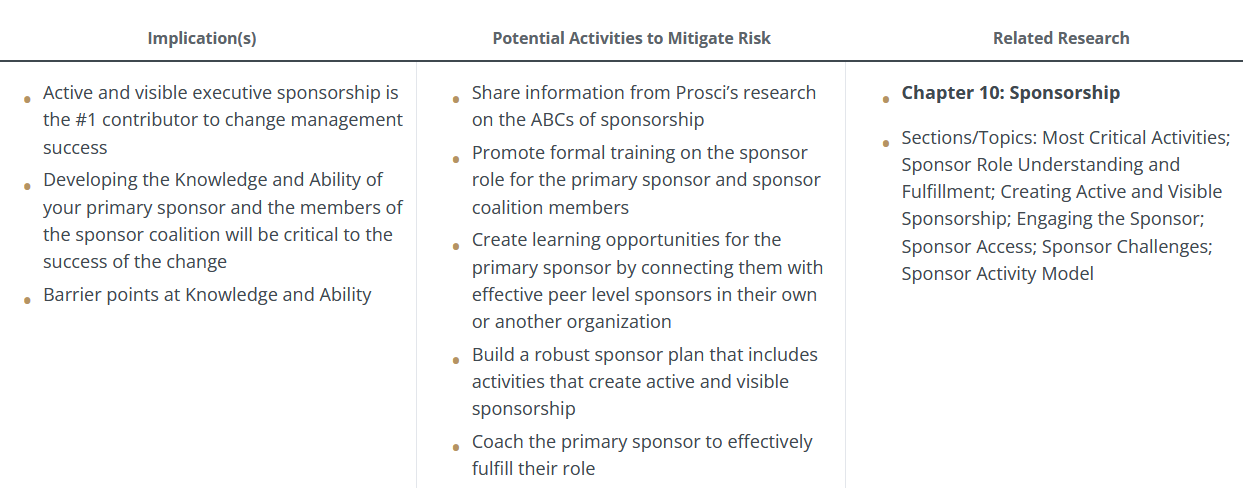 Implication(s)
Potential Activities to Mitigate Risk
Related Research
Active and visible executive sponsorship is
the #1 contributor to change management
success
Developing the Knowledge and Ability of
your primary sponsor and the members of
the sponsor coalition will be critical to the
success of the change
Barrier points at Knowledge and Ability
Share information from Prosci’s research
on the ABCs of sponsorship
Promote formal training on the sponsor
role for the primary sponsor and sponsor
coalition members
Create learning opportunities for the
primary sponsor by connecting them with
effective peer level sponsors in their own
or another organization
Build a robust sponsor plan that includes
activities that create active and visible
sponsorship
Coach the primary sponsor to effectively
fulfill their role
Chapter 10: Sponsorship
Sections/Topics: Most Critical Activities;
Sponsor Role Understanding and
Fulfillment; Creating Active and Visible
Sponsorship; Engaging the Sponsor;
Sponsor Access; Sponsor Challenges;
Sponsor Activity Model